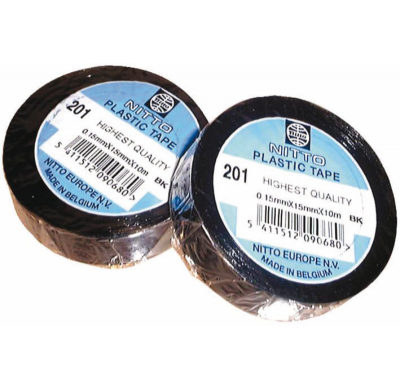 NITTO
PLASTIC TAPE
201
HIGHEST QUALITY
0.15mmX15mmX10m
BK
5 411512 090680
NITTO EUROPE N.V.
MADE IN BELGIUM
NITTO
PLASTIC TAPE
201
HIGHEST QUALITY
0.15mmX15mmX10m
BK
5 411512 090680
NITTO EUROPE N.V.
MADE IN BELGIUM